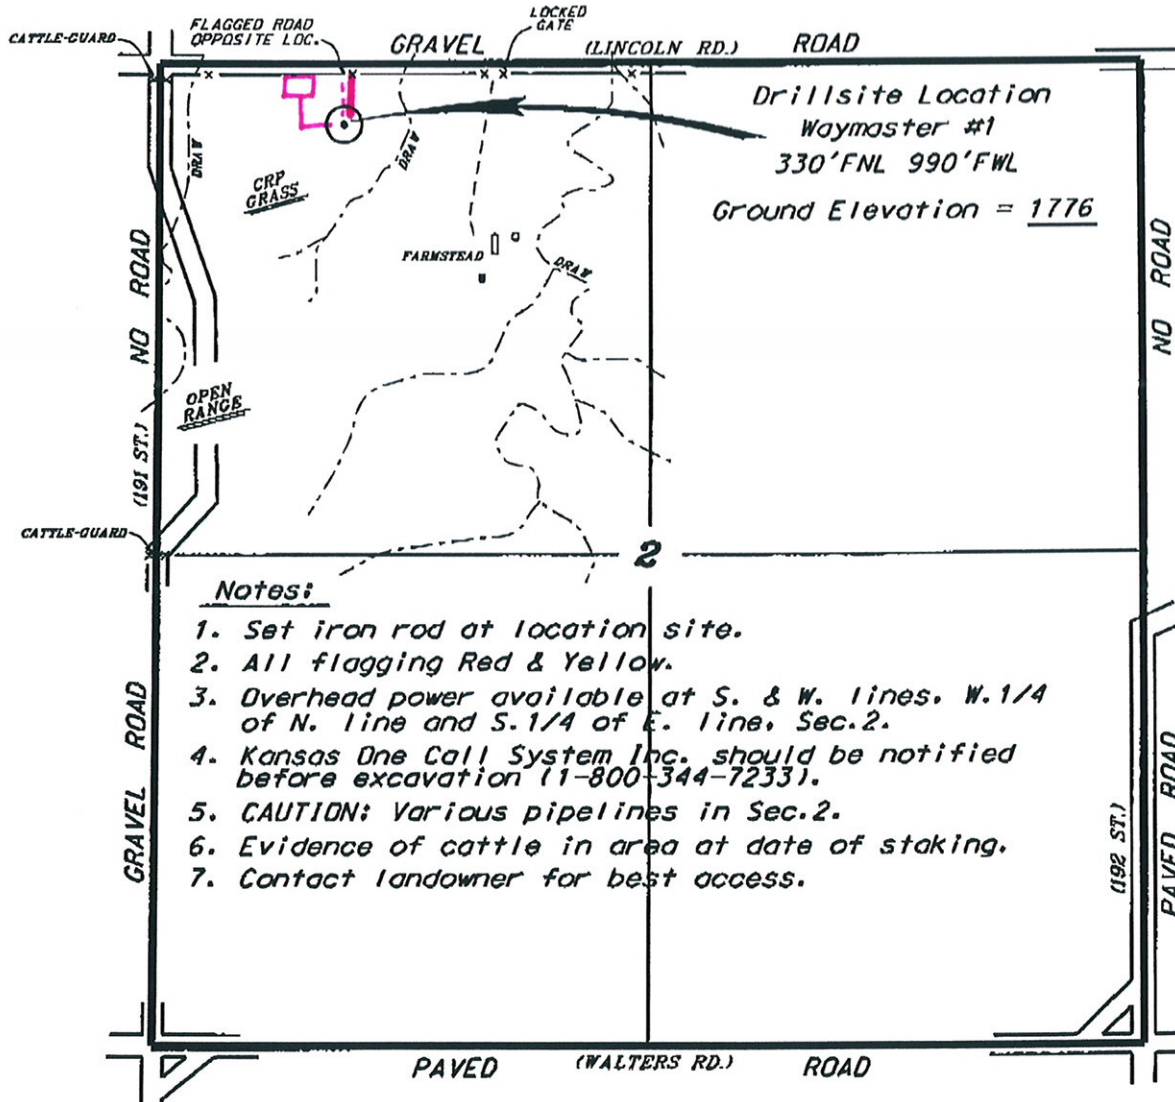 LOCKED
GATE
FLAGGED ROAD
OPPOSITE LOC.
CATTLE-GUARD
GRAVEL (LINCOLN RD.) ROAD
Drillsite Location
Waymaster #1
330'FNL 990'FWL
Ground Elevation = 1776
DRAW
DRAW
CRP
GRASS
FARMSTEAD
DRAW
NO ROAD
NO ROAD
OPEN
RANGE
(191 ST.)
CATTLE-GUARD
2
Notes:
1. Set iron rod at location site.
2. All flagging Red & Yellow.
3. Overhead power available at S. & W. lines, W.1/4
of N. line and S.1/4 of E. line, Sec.2.
4. Kansas One Call System Inc. should be notified
before excavation (1-800-344-7233).
5. CAUTION: Various pipelines in Sec.2.
6. Evidence of cattle in area at date of staking.
7. Contact landowner for best access.
GRAVEL ROAD
(192 ST.)
PAVED ROAD
PAVED (WALTERS RD.) ROAD